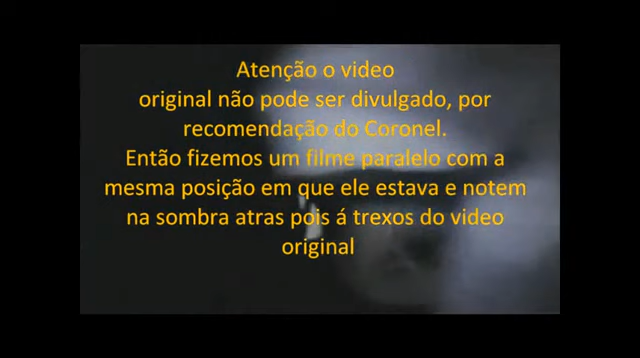 Atenção o video
original não pode ser divulgado, por
recomendação do Coronel.
Então fizemos um filme paralelo com a
mesma posição em que ele estava e notem
na sombra atras pois á trexos do video
original